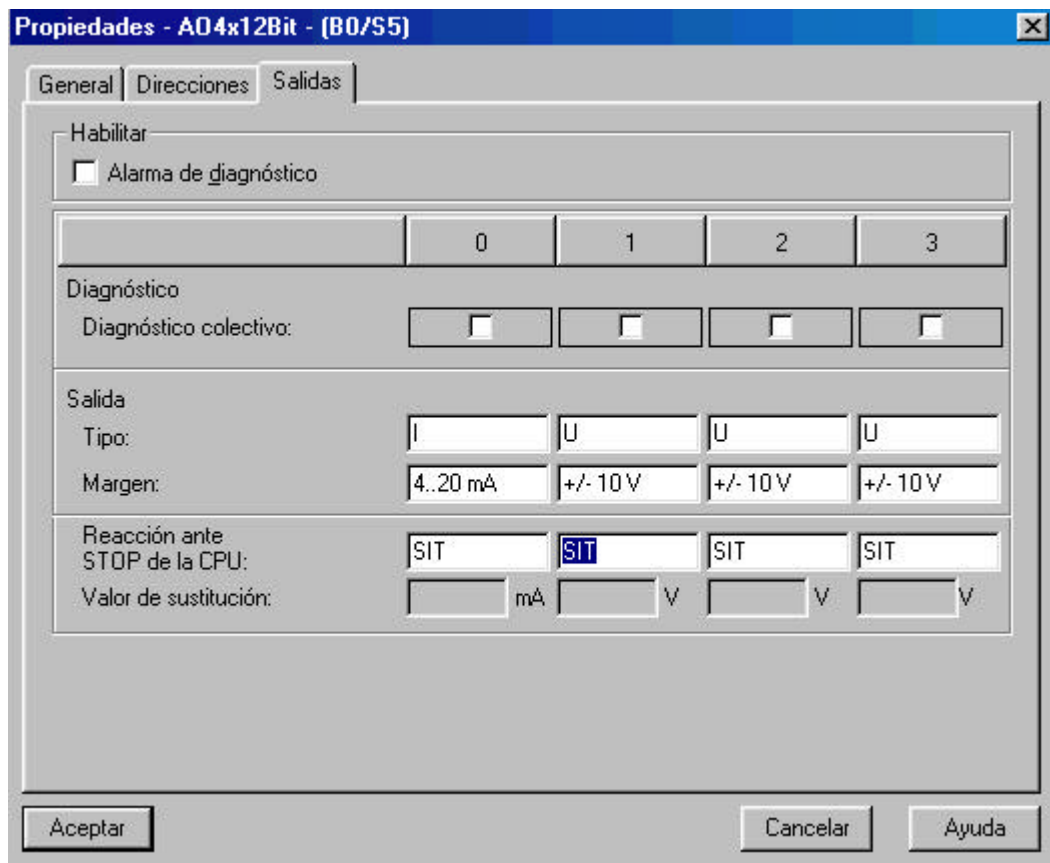 Propiedades - AO4x12Bit - (B0/S5)
General Direcciones Salidas
Habilitar
Alarma de diagnóstico
0 1 2 3
Diagnóstico
Diagnóstico colectivo:
Salida
Tipo: I U U U
Margen: 4..20 mA +/- 10 V +/- 10 V +/- 10 V
Reacción ante
STOP de la CPU: SIT SIT SIT SIT
Valor de sustitución: mA V V V
Aceptar Cancelar Ayuda